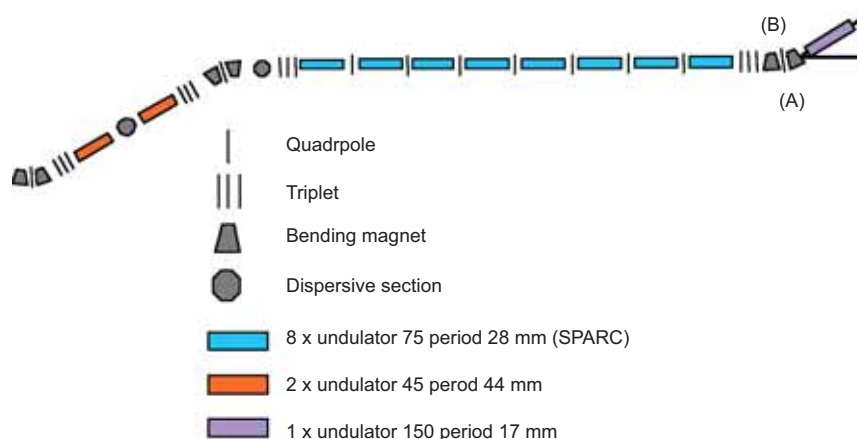 (B)
(A)
Quadrpole
Triplet
Bending magnet
Dispersive section
8 x undulator 75 period 28 mm (SPARC)
2 x undulator 45 perod 44 mm
1 x undulator 150 period 17 mm